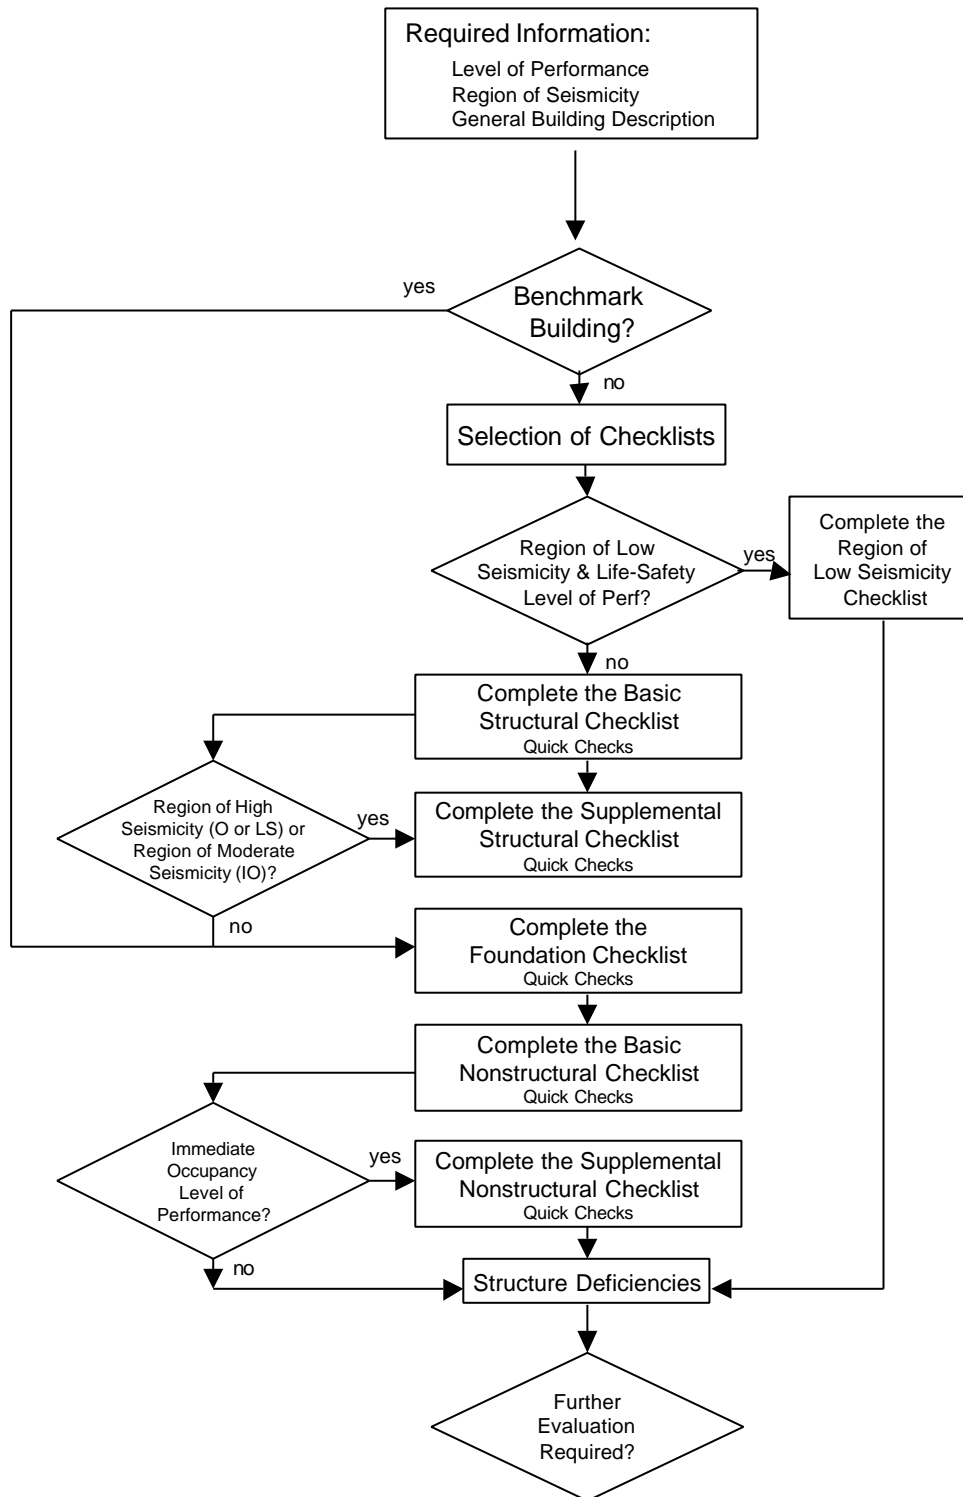 Required Information:
Level of Performance
Region of Seismicity
General Building Description
yes
Benchmark
Building?
no
Selection of Checklists
Region of Low
Seismicity & Life-Safety
Level of Perf?
yes
Complete the
Region of
Low Seismicity
Checklist
no
Complete the Basic
Structural Checklist
Quick Checks
Region of High
Seismicity (O or LS) or
Region of Moderate
Seismicity (IO)?
yes
Complete the Supplemental
Structural Checklist
Quick Checks
no
Complete the
Foundation Checklist
Quick Checks
Complete the Basic
Nonstructural Checklist
Quick Checks
Immediate
Occupancy
Level of
Performance?
yes
Complete the Supplemental
Nonstructural Checklist
Quick Checks
no
Structure Deficiencies
Further
Evaluation
Required?